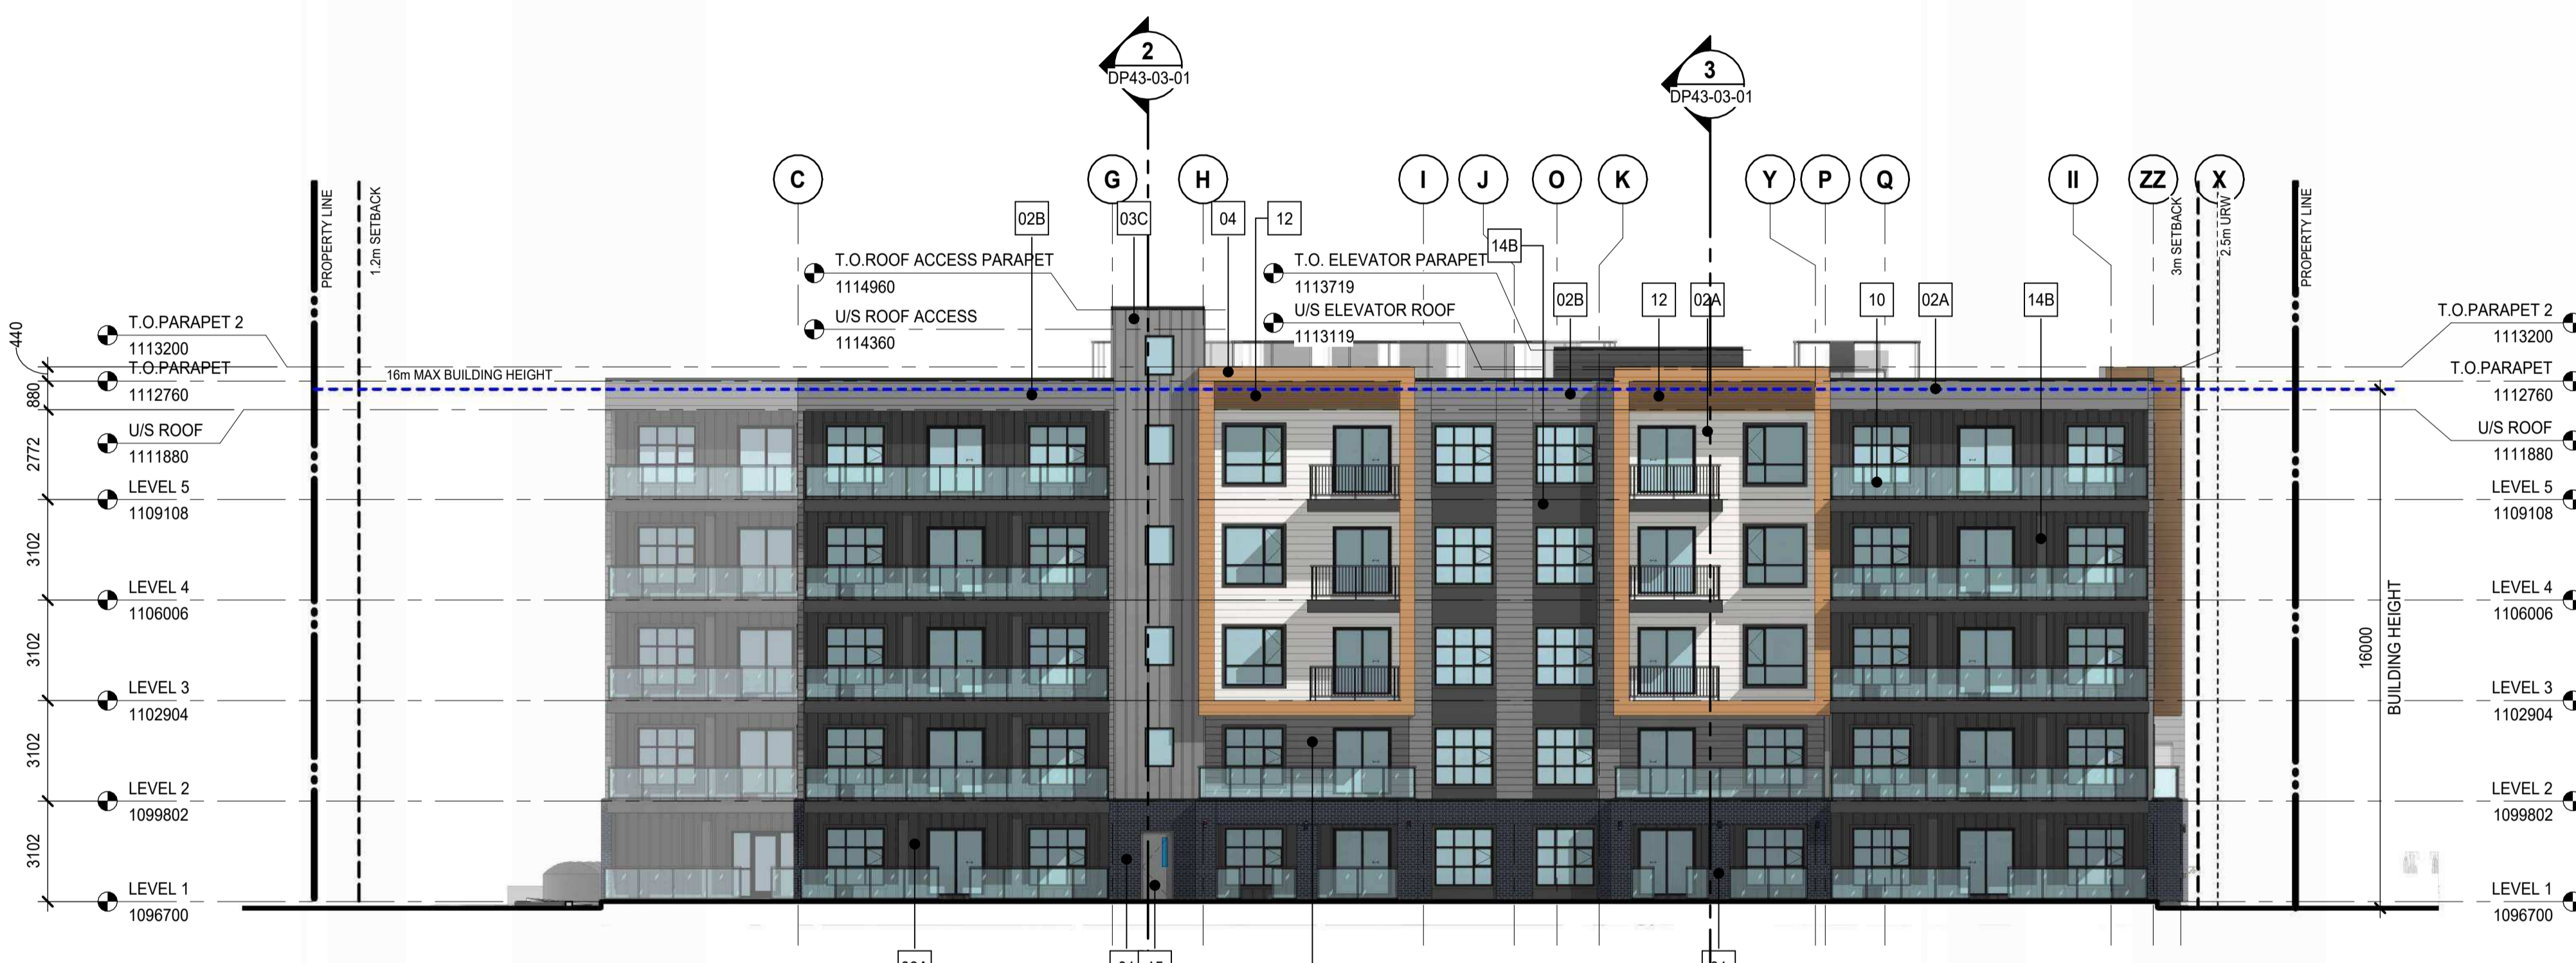 2
DP43-03-01
3
DP43-03-01
C
G
H
I
J
O
K
Y
P
Q
II
ZZ
X
PROPERTY LINE
1.2m SETBACK
3m SETBACK
2.5m URW
PROPERTY LINE
02B
03C
04
12
14B
02B
12
02A
10
02A
14B
T.O.ROOF ACCESS PARAPET
1114960
U/S ROOF ACCESS
1114360
T.O. ELEVATOR PARAPET
1113719
U/S ELEVATOR ROOF
1113119
16m MAX BUILDING HEIGHT
T.O.PARAPET 2
1113200
T.O.PARAPET
1112760
U/S ROOF
1111880
LEVEL 5
1109108
LEVEL 4
1106006
LEVEL 3
1102904
LEVEL 2
1099802
LEVEL 1
1096700
440
880
2772
3102
3102
3102
3102
T.O.PARAPET 2
1113200
T.O.PARAPET
1112760
U/S ROOF
1111880
LEVEL 5
1109108
LEVEL 4
1106006
LEVEL 3
1102904
LEVEL 2
1099802
LEVEL 1
1096700
16000
BUILDING HEIGHT